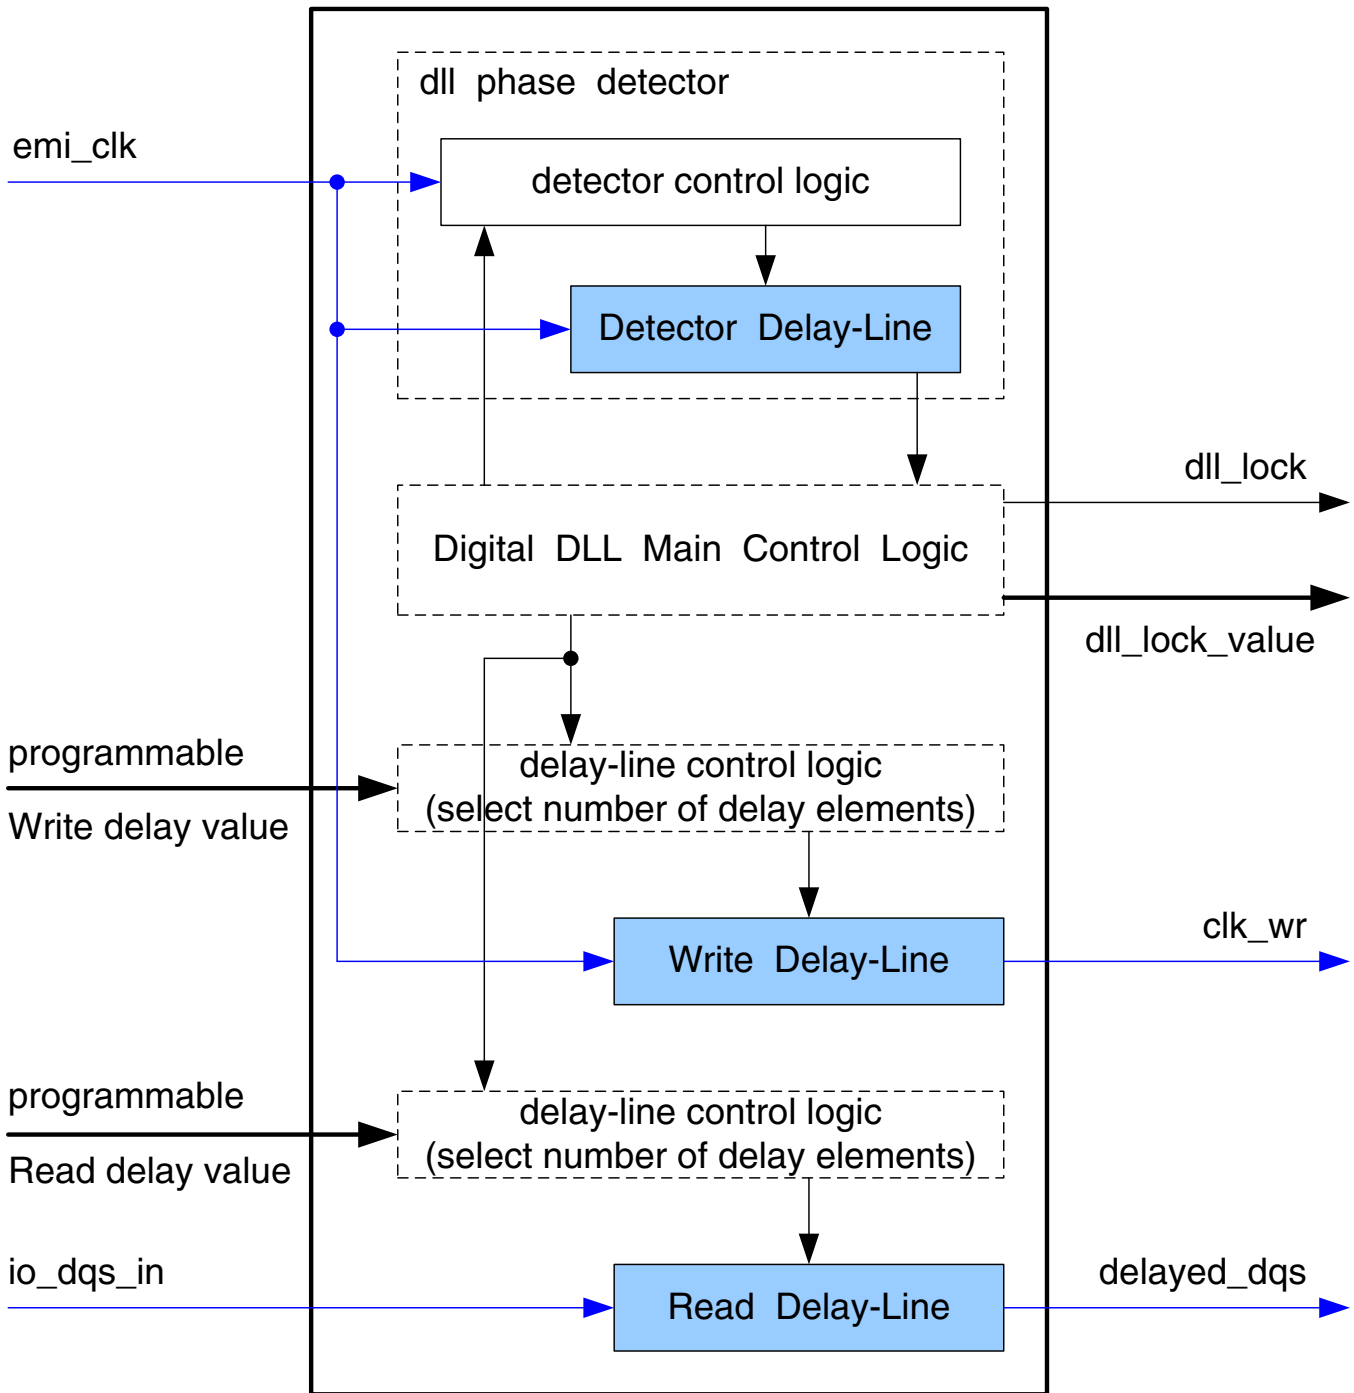 dll phase detector
emi_clk
detector control logic
Detector Delay-Line
dll_lock
Digital DLL Main Control Logic
dll_lock_value
programmable
Write delay value
delay-line control logic
(select number of delay elements)
Write Delay-Line
clk_wr
programmable
Read delay value
delay-line control logic
(select number of delay elements)
io_dqs_in
Read Delay-Line
delayed_dqs